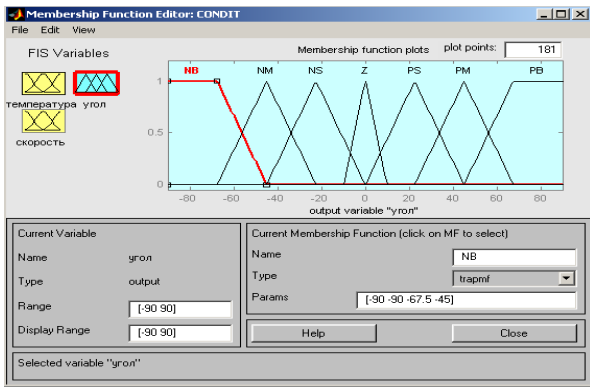 Membership Function Editor: CONDIT
File Edit View
FIS Variables
Membership function plots plot points: 181
температура угол
скорость
NB NM NS Z PS PM PB
1
0.5
0
-80 -60 -40 -20 0 20 40 60 80
output variable "угол"
Current Variable
Name угол
Type output
Range [-90 90]
Display Range [-90 90]
Current Membership Function (click on MF to select)
Name NB
Type trapmf
Params [-90 -90 -67.5 -45]
Help Close
Selected variable "угол"